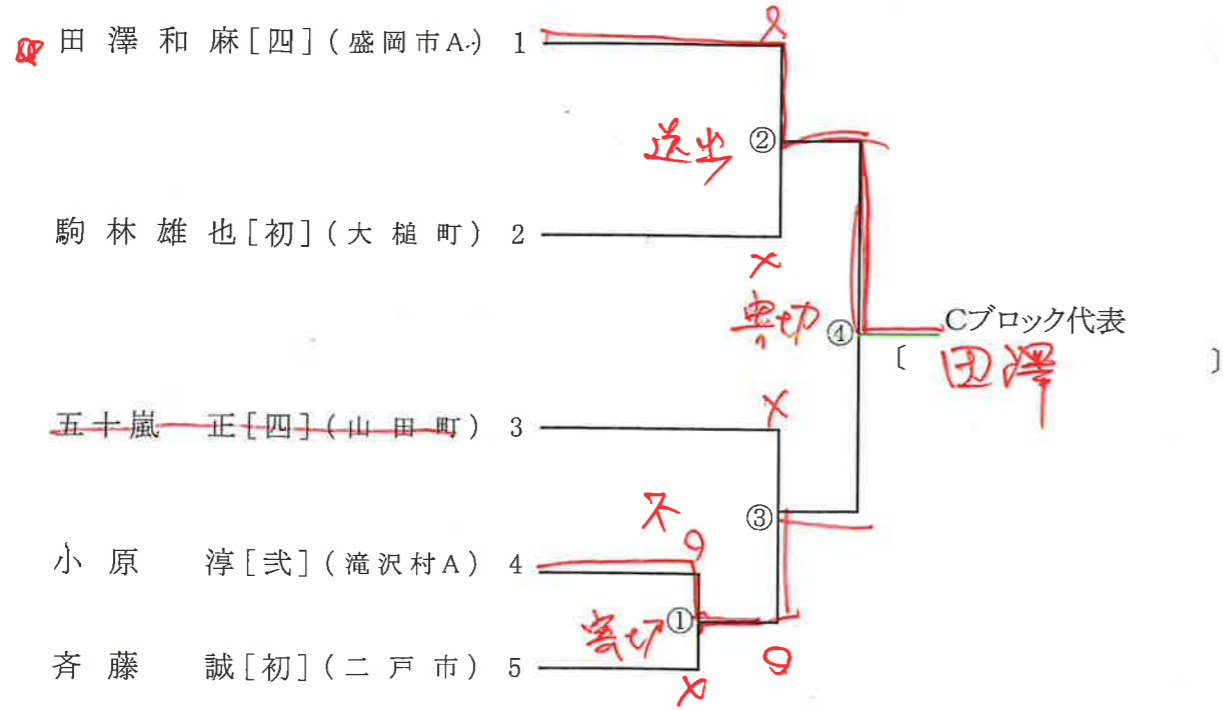 田澤和麻[四](盛岡市A) 1
送出 ②
駒林雄也[初](大槌町) 2
④ Cブロック代表
〔 田澤 〕
五十嵐 正[四](山田町) 3
不 ③
小原 淳[弐](滝沢村A) 4
寄切 ①
斉藤 誠[初](二戸市) 5